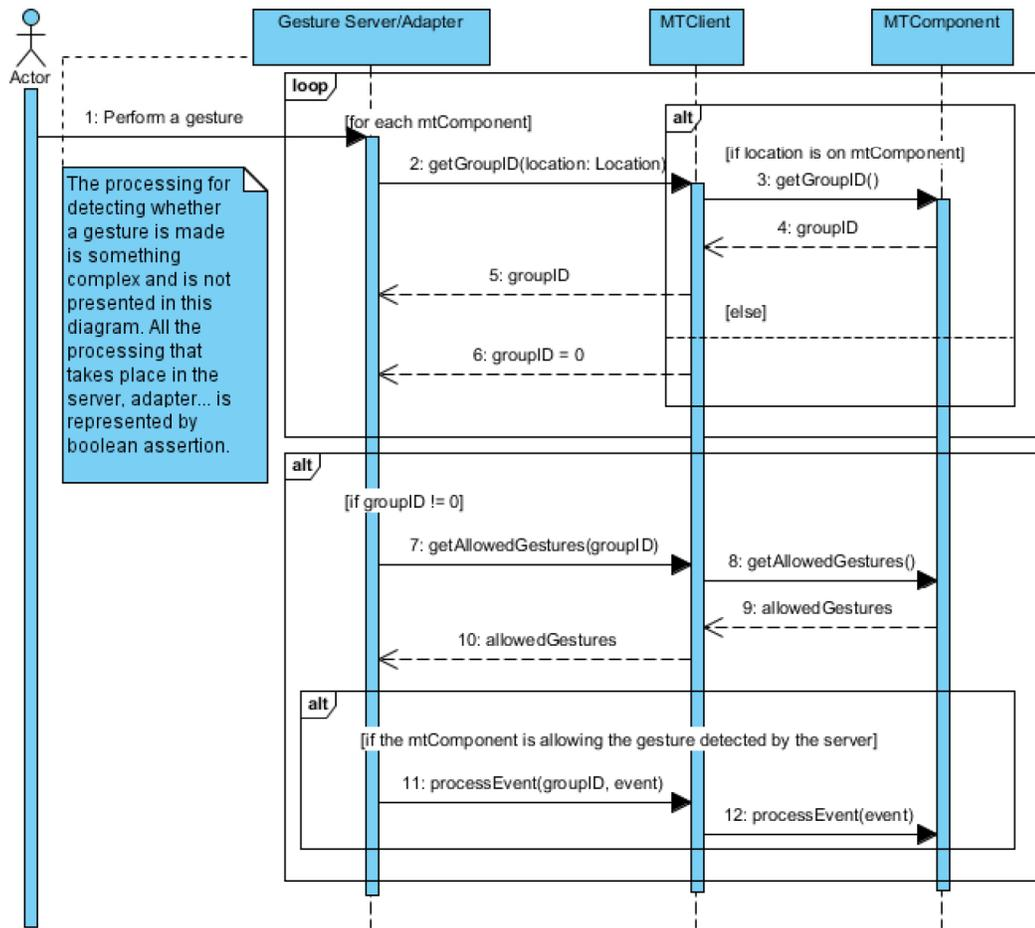 Gesture Server/Adapter
MTClient
MTComponent
Actor
loop
1: Perform a gesture
[for each mtComponent]
alt
[if location is on mtComponent]
2: getGroupID(location: Location)
3: getGroupID()
The processing for
detecting whether
a gesture is made
is something
complex and is not
presented in this
diagram. All the
processing that
takes place in the
server, adapter... is
represented by
boolean assertion.
4: groupID
5: groupID
[else]
6: groupID = 0
alt
[if groupID != 0]
7: getAllowedGestures(groupID)
8: getAllowedGestures()
9: allowedGestures
10: allowedGestures
alt
[if the mtComponent is allowing the gesture detected by the server]
11: processEvent(groupID, event)
12: processEvent(event)